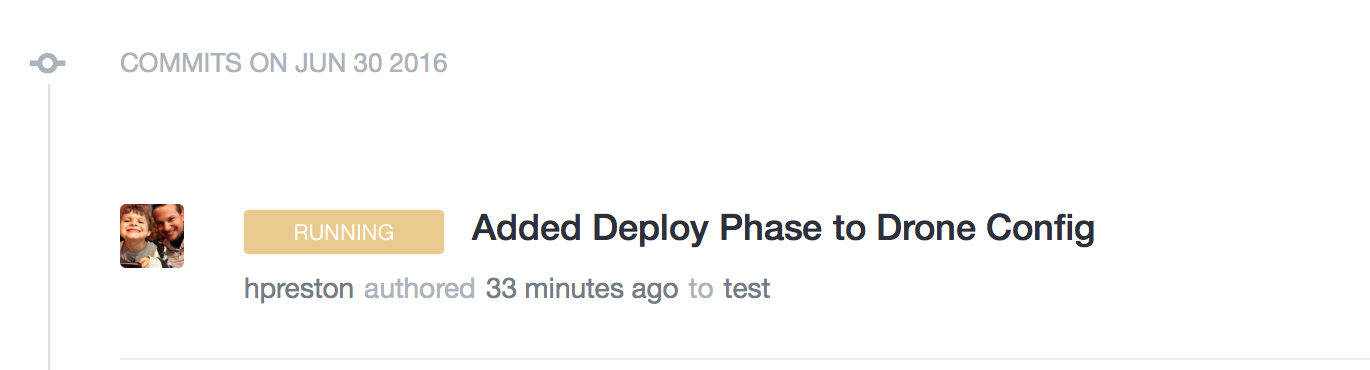 COMMITS ON JUN 30 2016
RUNNING Added Deploy Phase to Drone Config
hpreston authored 33 minutes ago to test